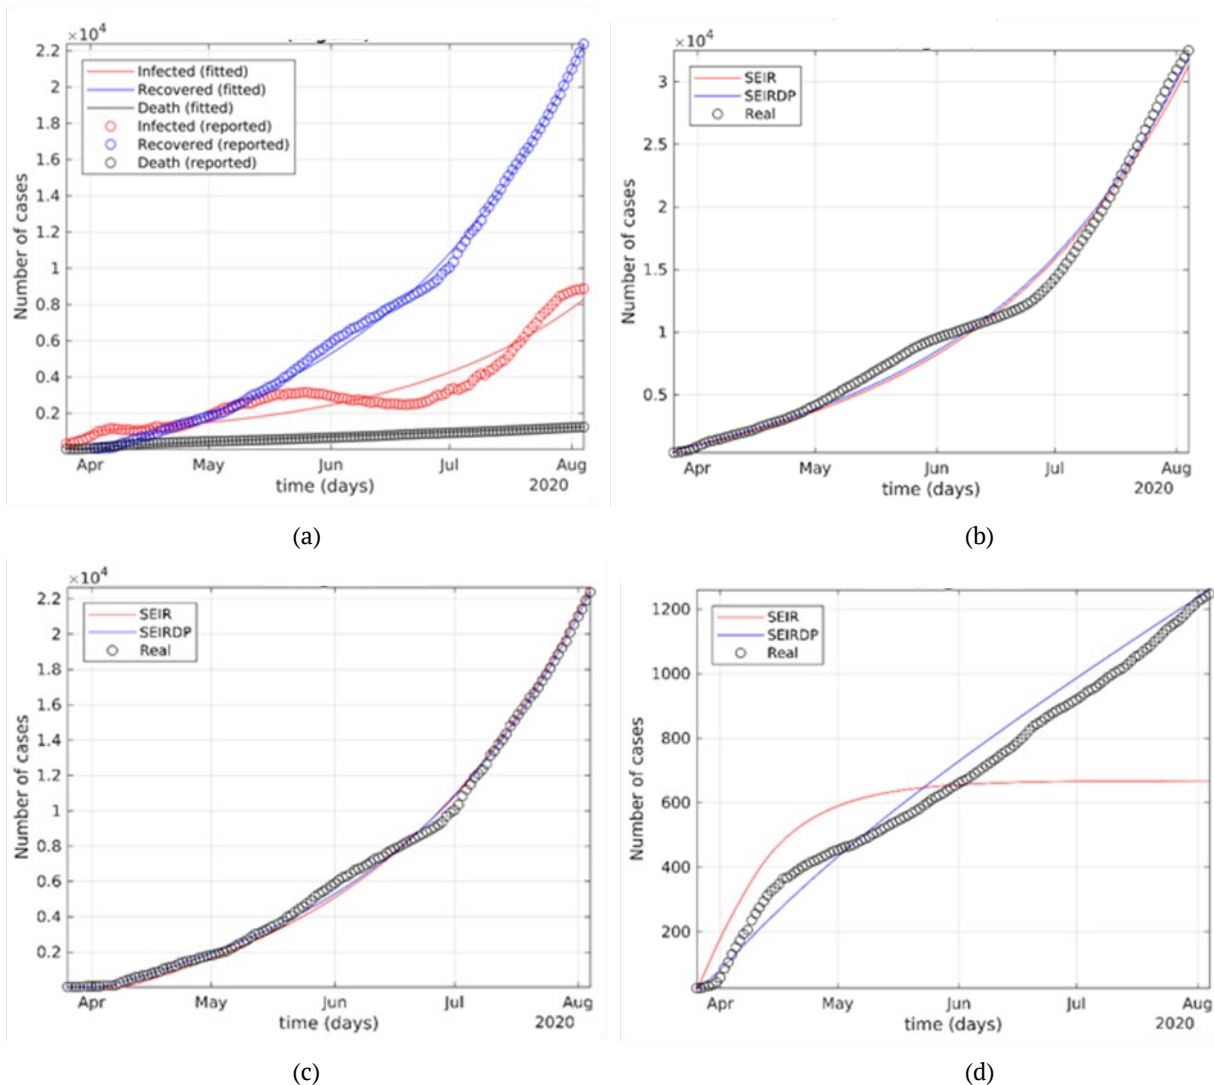 ×10⁴
2.2
2
1.8
1.6
1.4
1.2
1
0.8
0.6
0.4
0.2
Number of cases
Infected (fitted)
Recovered (fitted)
Death (fitted)
Infected (reported)
Recovered (reported)
Death (reported)
Apr May Jun Jul Aug
time (days) 2020
(a)
×10⁴
3
2.5
2
1.5
1
0.5
Number of cases
SEIR
SEIRDP
Real
Apr May Jun Jul Aug
time (days) 2020
(b)
×10⁴
2.2
2
1.8
1.6
1.4
1.2
1
0.8
0.6
0.4
0.2
Number of cases
SEIR
SEIRDP
Real
Apr May Jun Jul Aug
time (days) 2020
(c)
1200
1000
800
600
400
200
Number of cases
SEIR
SEIRDP
Real
Apr May Jun Jul Aug
time (days) 2020
(d)